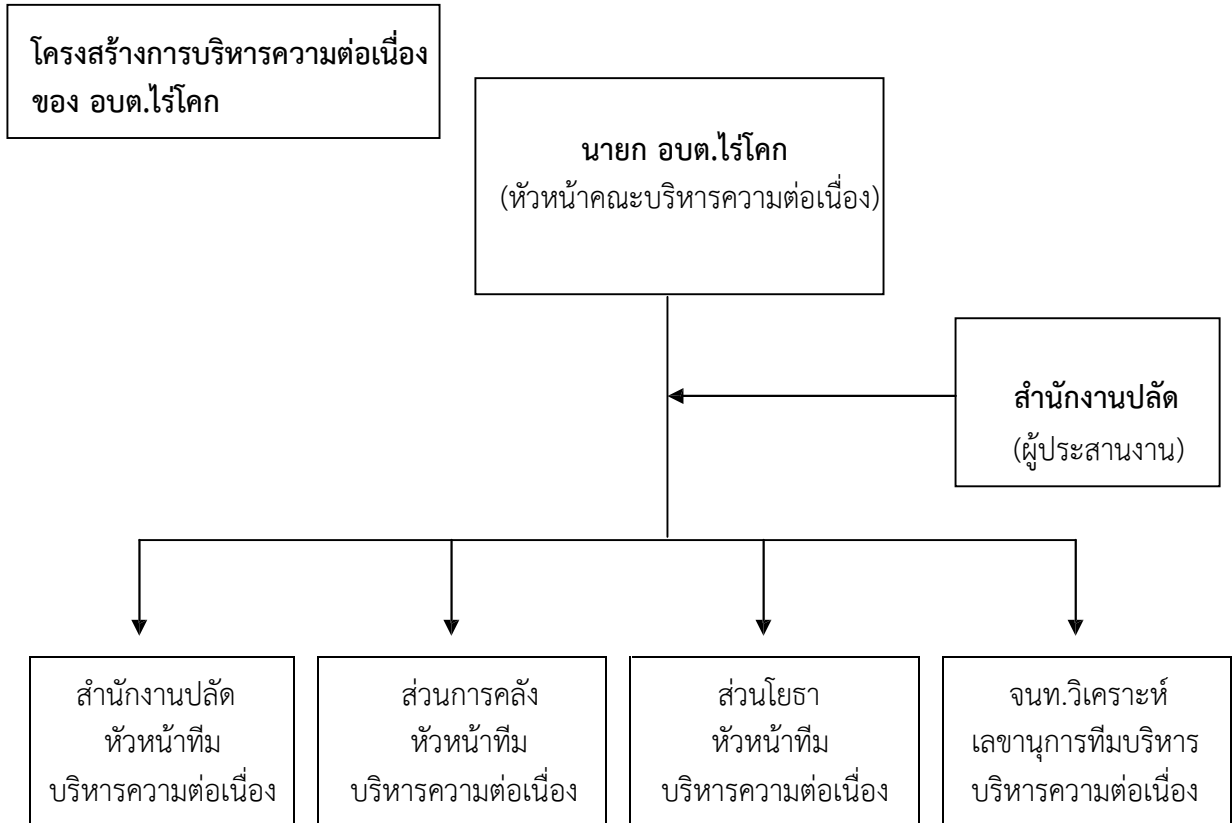 โครงสร้างการบริหารความต่อเนื่อง
ของ อบต.ไร่โคก
นายก อบต.ไร่โคก
(หัวหน้าคณะบริหารความต่อเนื่อง)
สำนักงานปลัด
(ผู้ประสานงาน)
สำนักงานปลัด
หัวหน้าทีม
บริหารความต่อเนื่อง
ส่วนการคลัง
หัวหน้าทีม
บริหารความต่อเนื่อง
ส่วนโยธา
หัวหน้าทีม
บริหารความต่อเนื่อง
จนท.วิเคราะห์
เลขานุการทีมบริหาร
บริหารความต่อเนื่อง